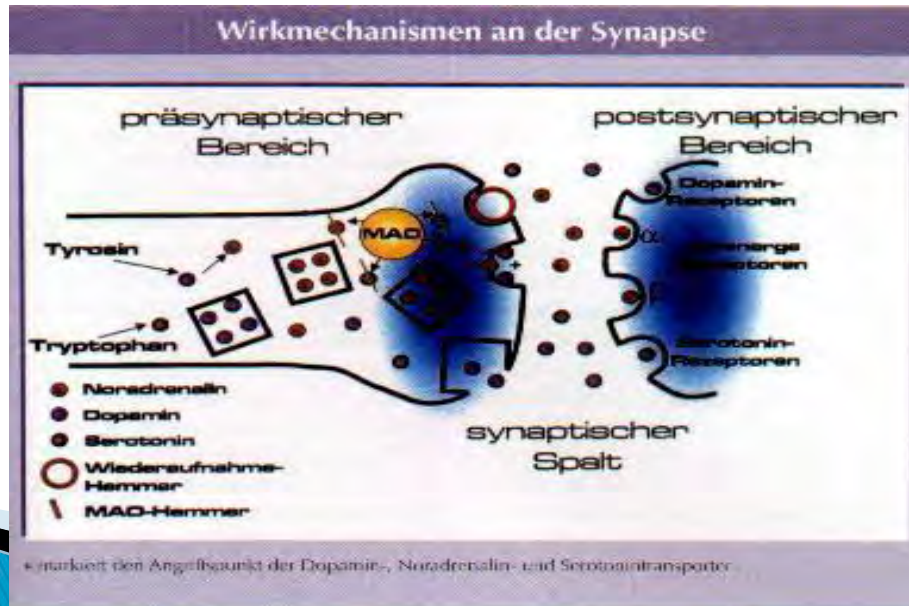 Wirkmechanismen an der Synapse
präsynaptischer
Bereich
postsynaptischer
Bereich
Dopamin-
Rezeptoren
MAO
α
Tyrosin
Rezeptoren
β
Tryptophan
Serotonin-
Rezeptoren
Noradrenalin
Dopamin
Serotonin
Wiederaufnahme-
Hemmer
MAO-Hemmer
synaptischer
Spalt
markiert den Angriffspunkt der Dopamin-, Noradrenalin- und Serotonintransporter